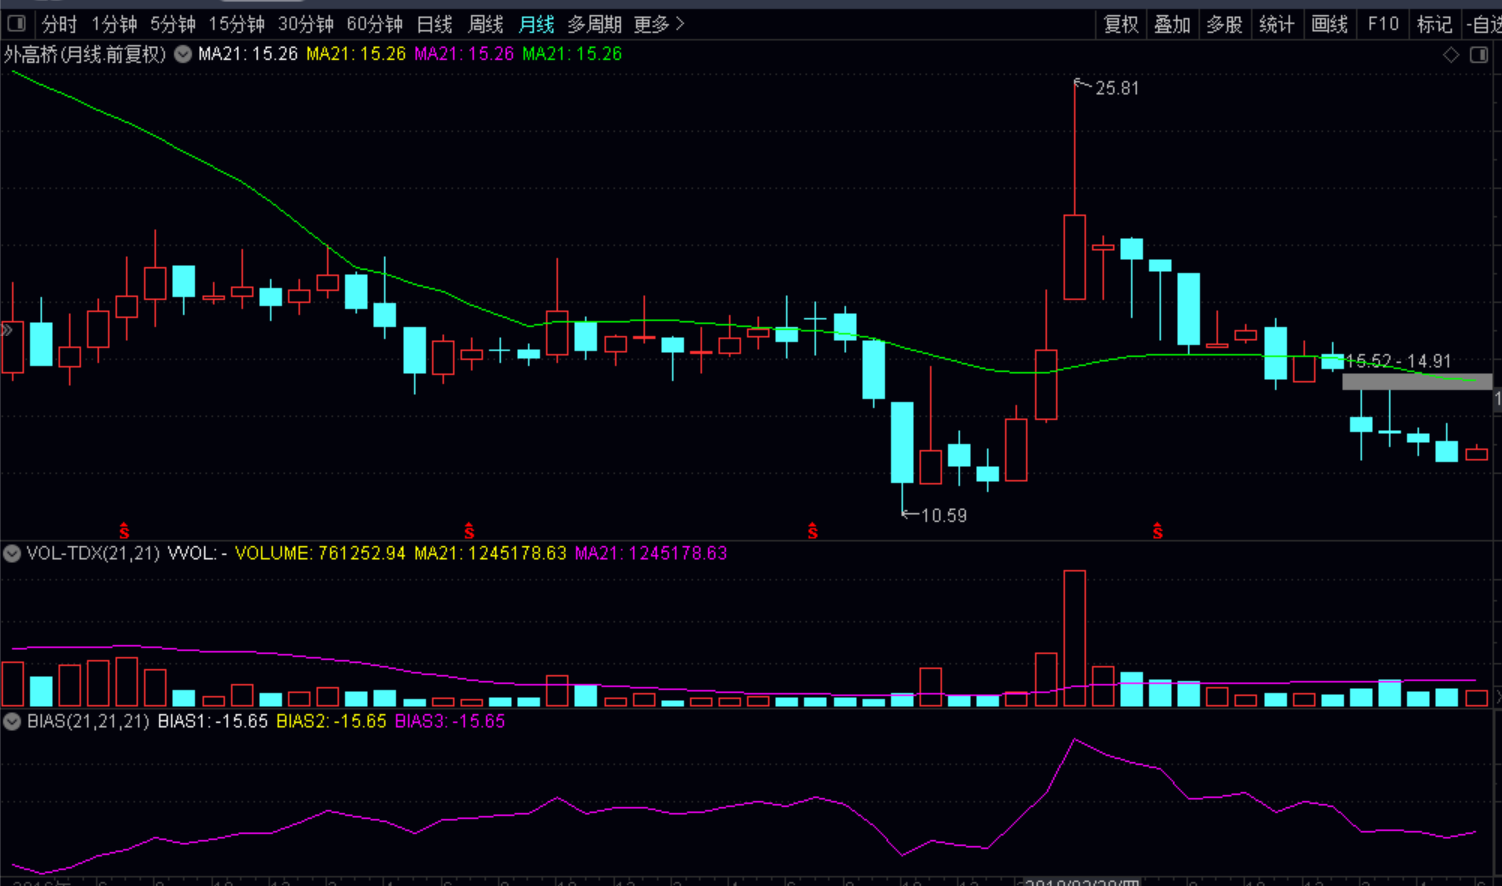 分时 1分钟 5分钟 15分钟 30分钟 60分钟 日线 周线 月线 多周期 更多 复权 叠加 多股 统计 画线 F10 标记 -自选
外高桥(月线.前复权) MA21: 15.26 MA21: 15.26 MA21: 15.26 MA21: 15.26
25.81
15.52 - 14.91
1
10.59
S S S S
VOL-TDX(21,21) VVOL: - VOLUME: 761252.94 MA21: 1245178.63 MA21: 1245178.63
BIAS(21,21,21) BIAS1: -15.65 BIAS2: -15.65 BIAS3: -15.65